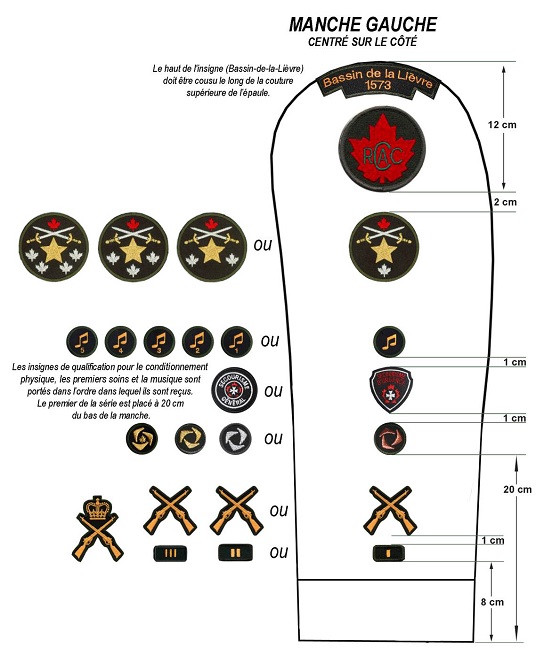 MANCHE GAUCHE
CENTRÉ SUR LE CÔTÉ
Le haut de l'insigne (Bassin-de-la-Lièvre)
doit être cousu le long de la couture
supérieure de l'épaule.
Bassin de la Lièvre
1573
12 cm
RCAC
2 cm
ou
5
4
3
2
1
ou
1 cm
Les insignes de qualification pour le conditionnement
physique, les premiers soins et la musique sont
portés dans l'ordre dans lequel ils sont reçus.
Le premier de la série est placé à 20 cm
du bas de la manche.
SECOURISME
GÉNÉRAL
ou
1 cm
ou
20 cm
ou
ou
1 cm
8 cm